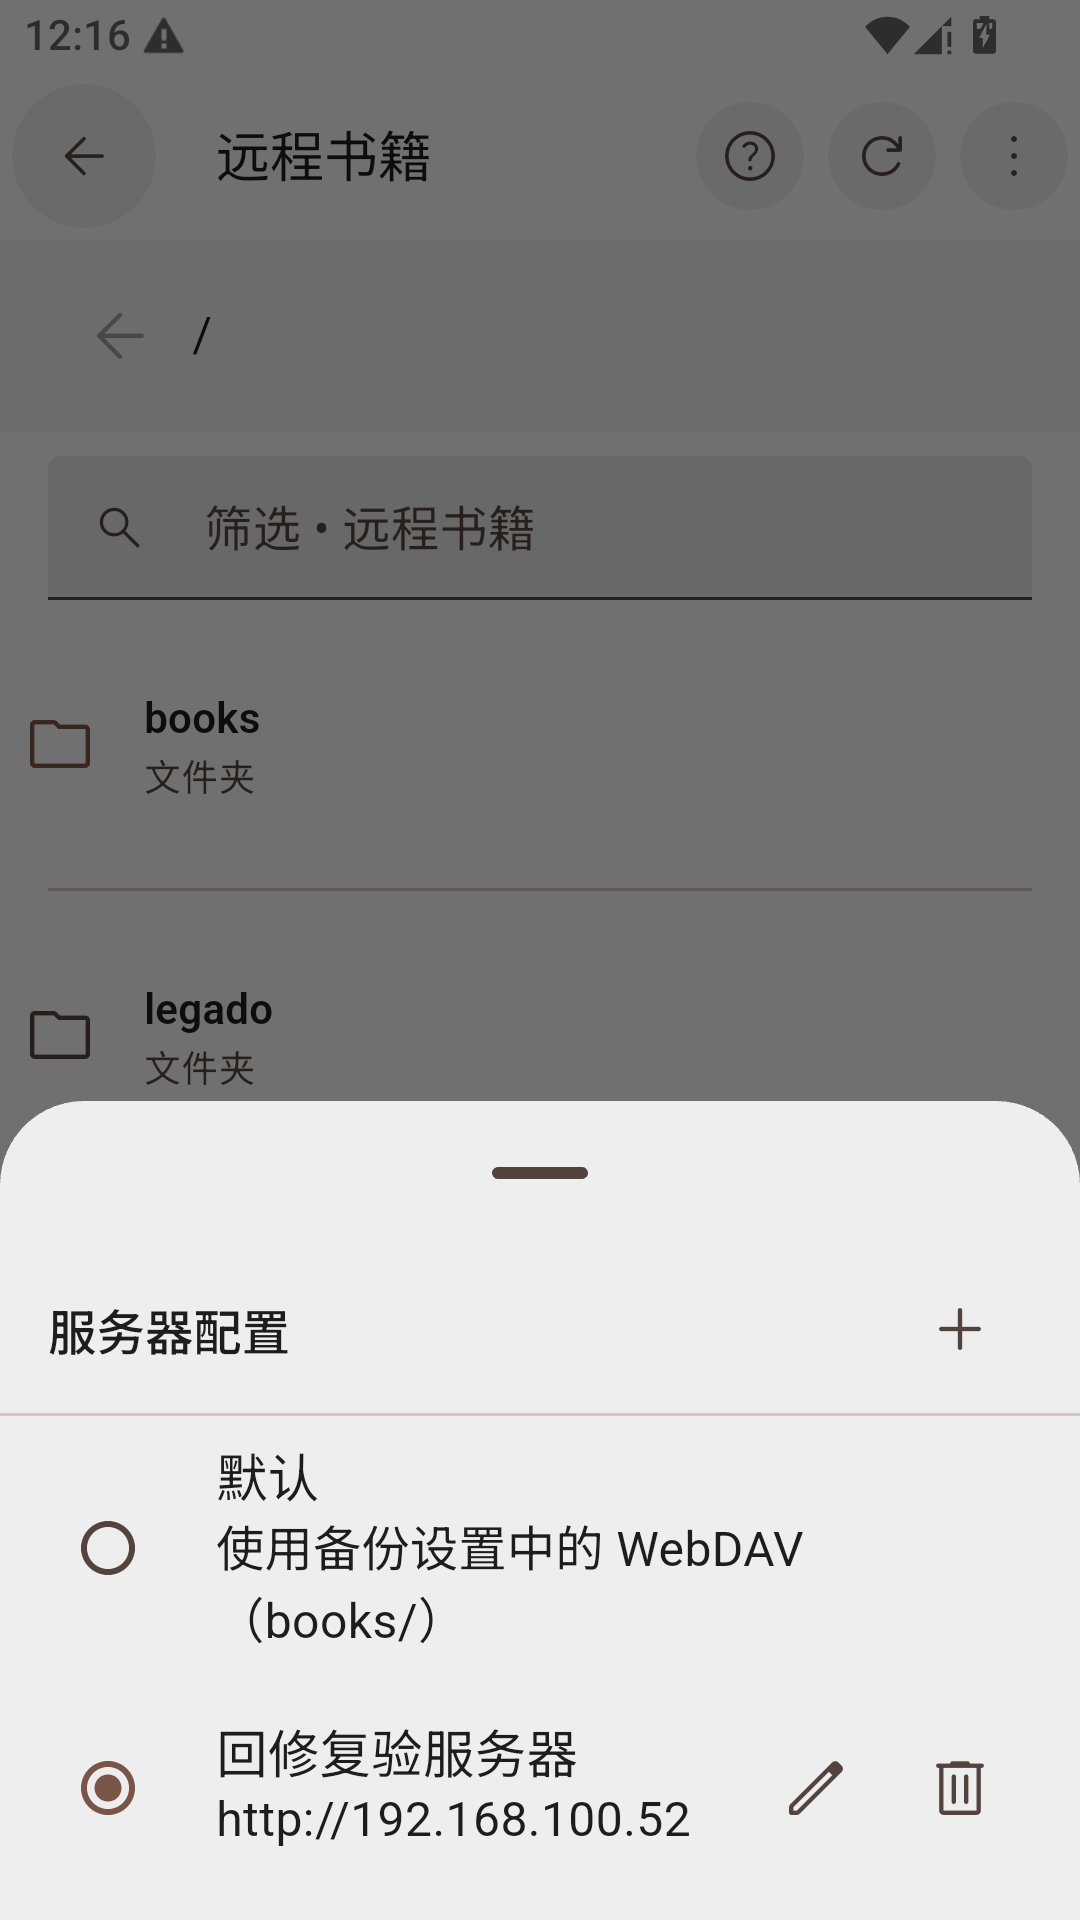 12:16
远程书籍
/
筛选 • 远程书籍
books
文件夹
legado
文件夹
服务器配置
默认
使用备份设置中的 WebDAV
（books/）
回修复验服务器
http://192.168.100.52